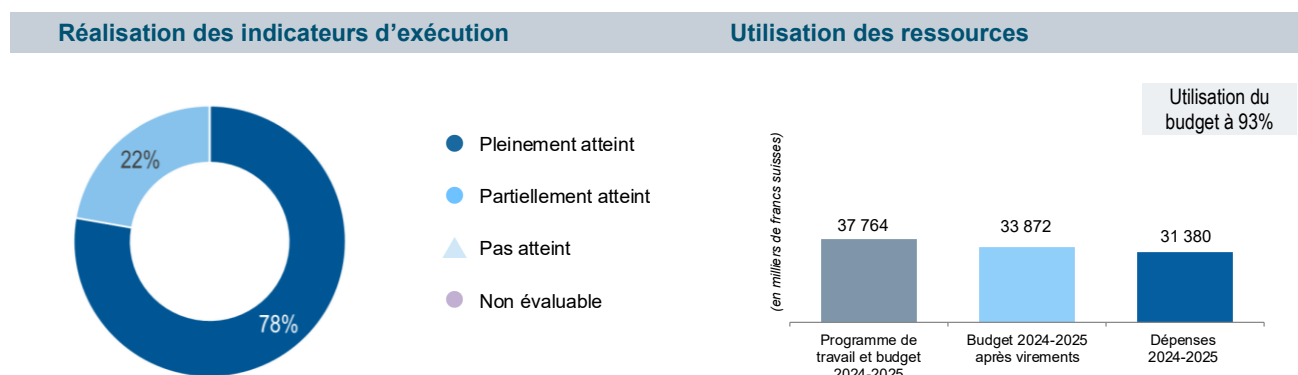 Réalisation des indicateurs d’exécution
Utilisation des ressources
22%
78%
Pleinement atteint
Partiellement atteint
Pas atteint
Non évaluable
Utilisation du
budget à 93%
(en milliers de francs suisses)
37 764
33 872
31 380
Programme de
travail et budget
2024-2025
Budget 2024-2025
après virements
Dépenses
2024-2025